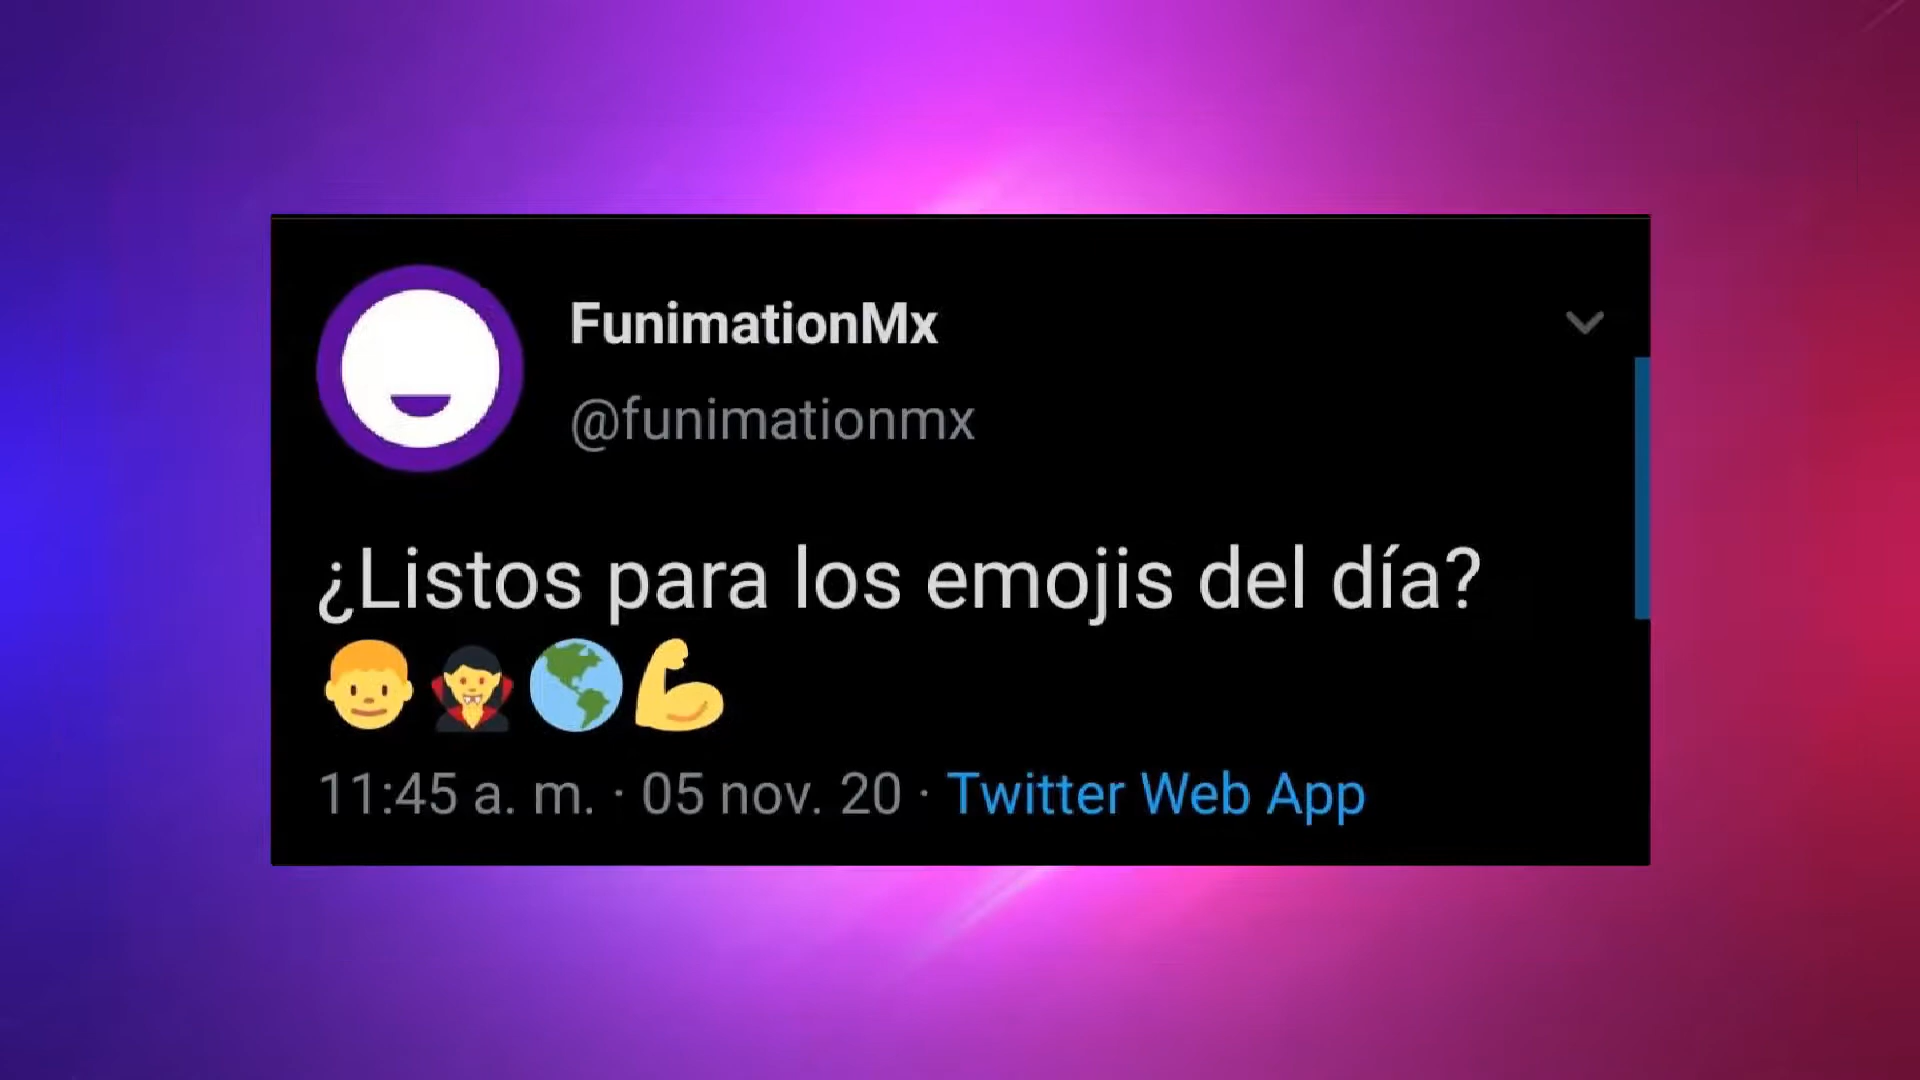 FunimationMx
@funimationmx
¿Listos para los emojis del día?
👨‍🦰🧛🌎💪
11:45 a. m. · 05 nov. 20 · Twitter Web App